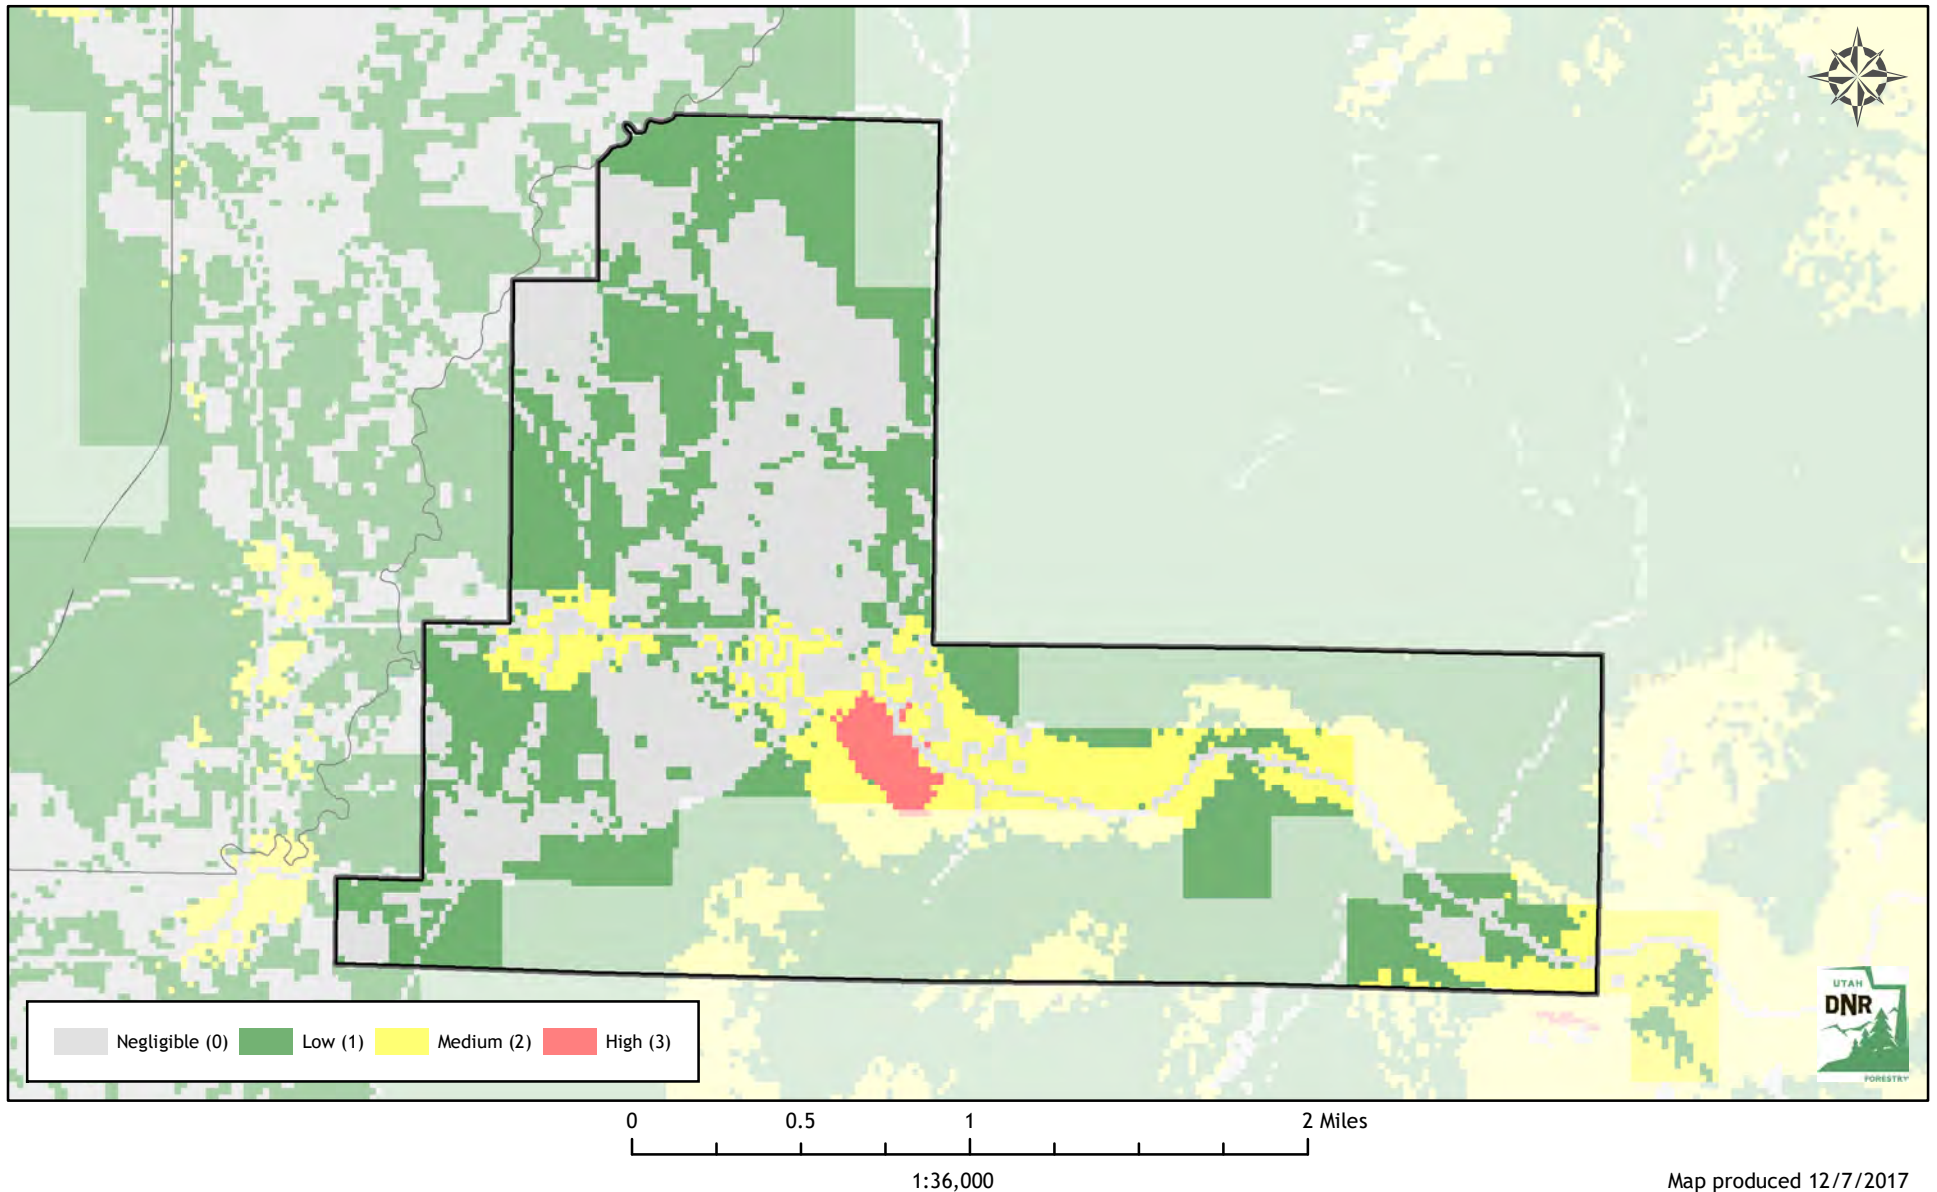 UTAH
DNR
FORESTRY
Negligible (0) Low (1) Medium (2) High (3)
0 0.5 1 2 Miles
1:36,000
Map produced 12/7/2017